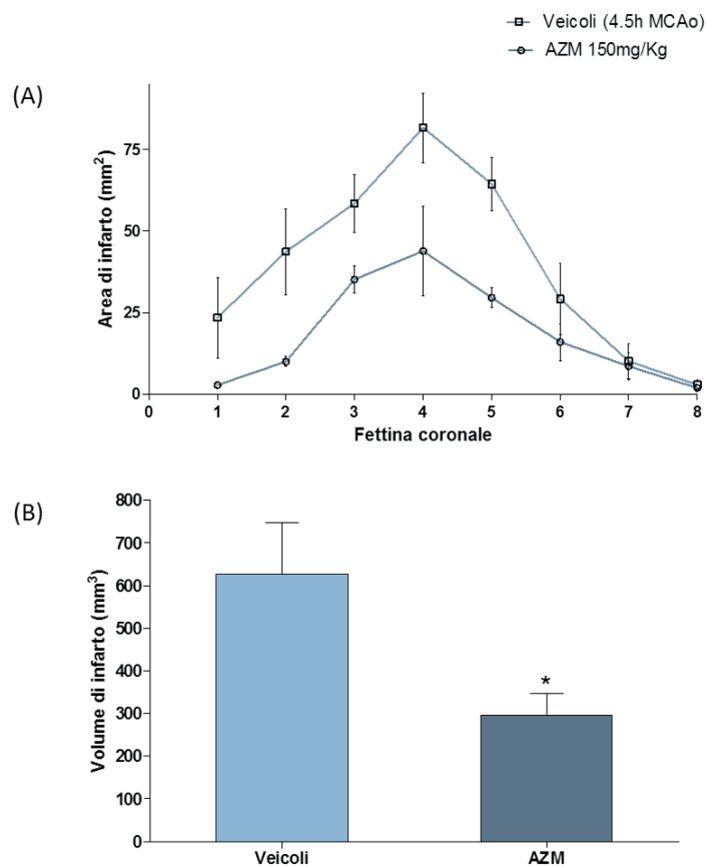 Veicoli (4.5h MCAo)
AZM 150mg/Kg
(A)
Area di infarto (mm²)
75
50
25
0
0 1 2 3 4 5 6 7 8
Fettina coronale
(B)
Volume di infarto (mm³)
800
700
600
500
400
300
200
100
0
*
Veicoli AZM